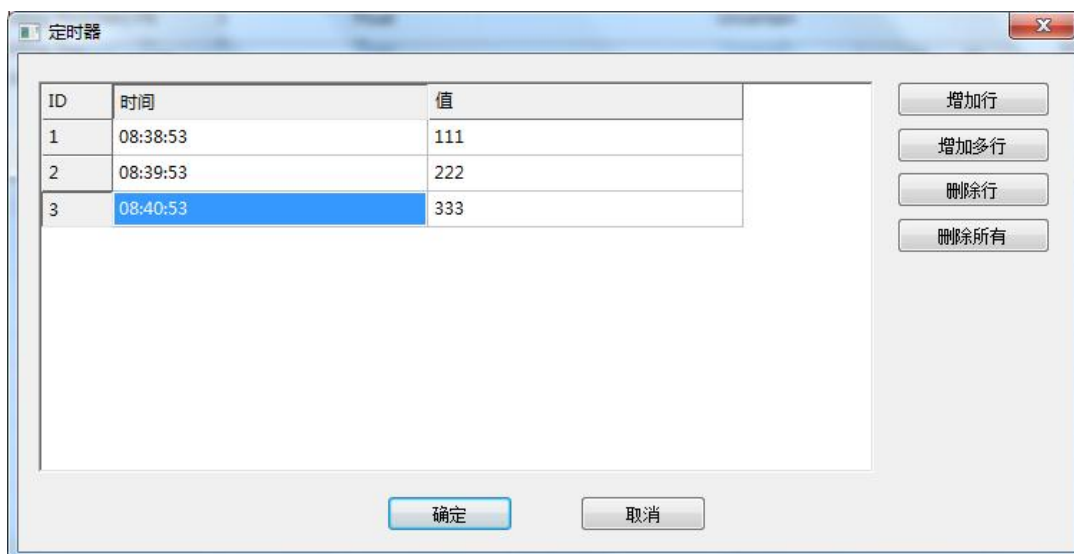 定时器
ID 时间 值
1 08:38:53 111
2 08:39:53 222
3 08:40:53 333
增加行
增加多行
删除行
删除所有
确定 取消